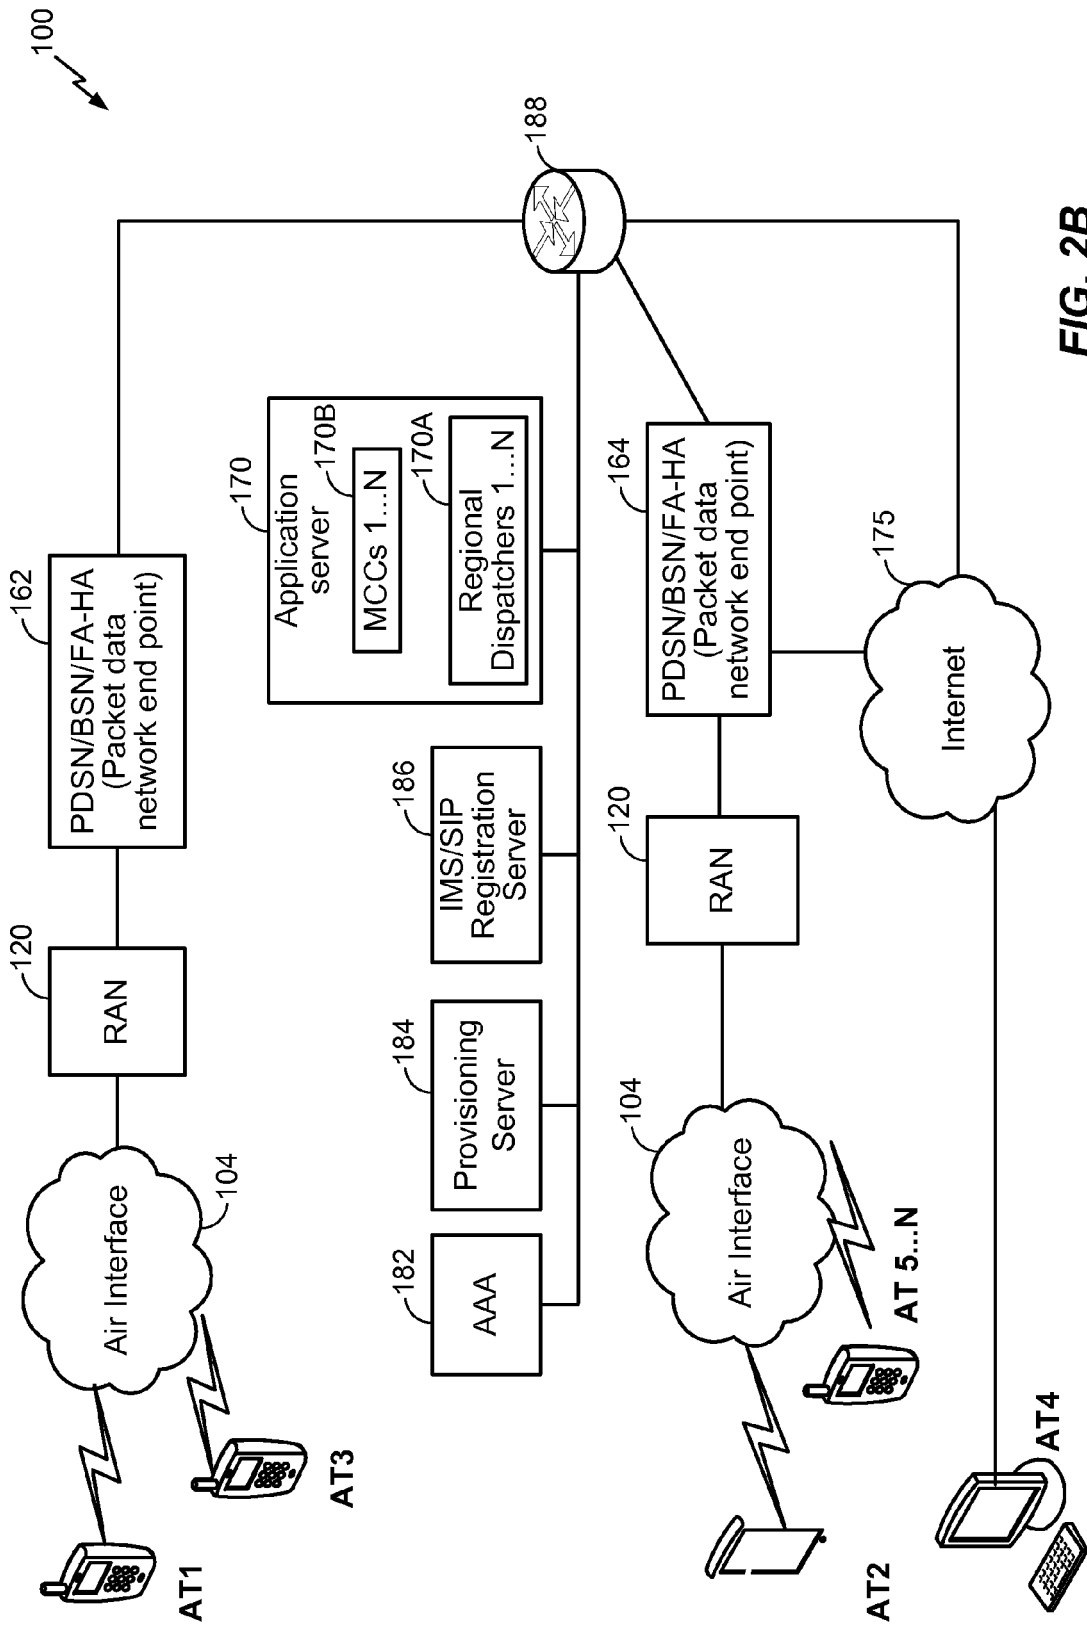 100
120
162
RAN
PDSN/BSN/FA-HA
(Packet data
network end point)
Air Interface
104
AT1
AT3
170
Application
server
170B
MCCs 1...N
170A
Regional
Dispatchers 1...N
188
182
AAA
184
Provisioning
Server
186
IMS/SIP
Registration
Server
104
Air Interface
120
RAN
164
PDSN/BSN/FA-HA
(Packet data
network end point)
AT2
AT 5...N
175
Internet
AT4
FIG. 2B